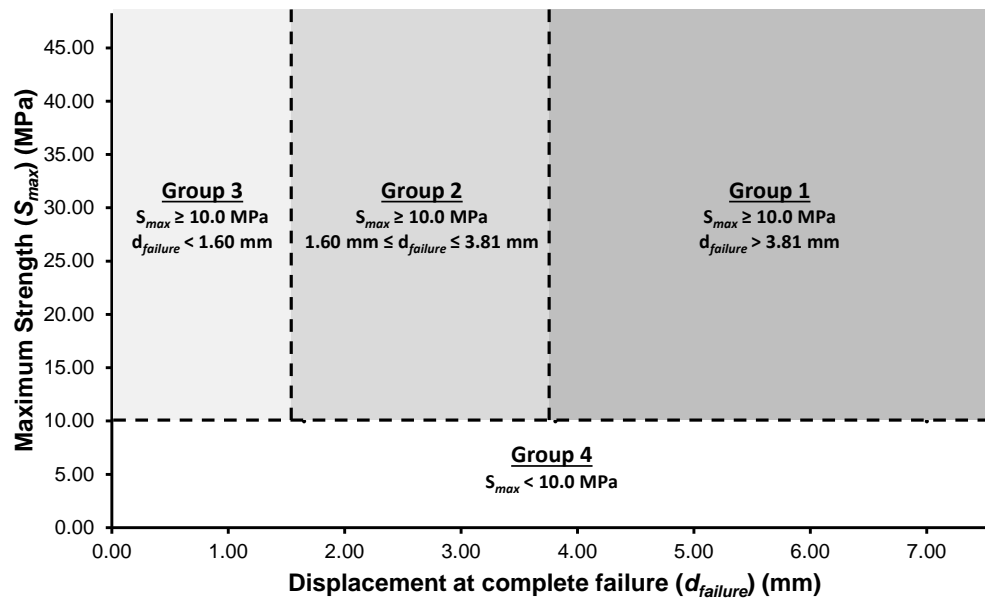 Maximum Strength (Smax) (MPa)
45.00
40.00
35.00
30.00
25.00
20.00
15.00
10.00
5.00
0.00
Group 3
Smax ≥ 10.0 MPa
dfailure < 1.60 mm
Group 2
Smax ≥ 10.0 MPa
1.60 mm ≤ dfailure ≤ 3.81 mm
Group 1
Smax ≥ 10.0 MPa
dfailure > 3.81 mm
Group 4
Smax < 10.0 MPa
0.00 1.00 2.00 3.00 4.00 5.00 6.00 7.00
Displacement at complete failure (dfailure) (mm)